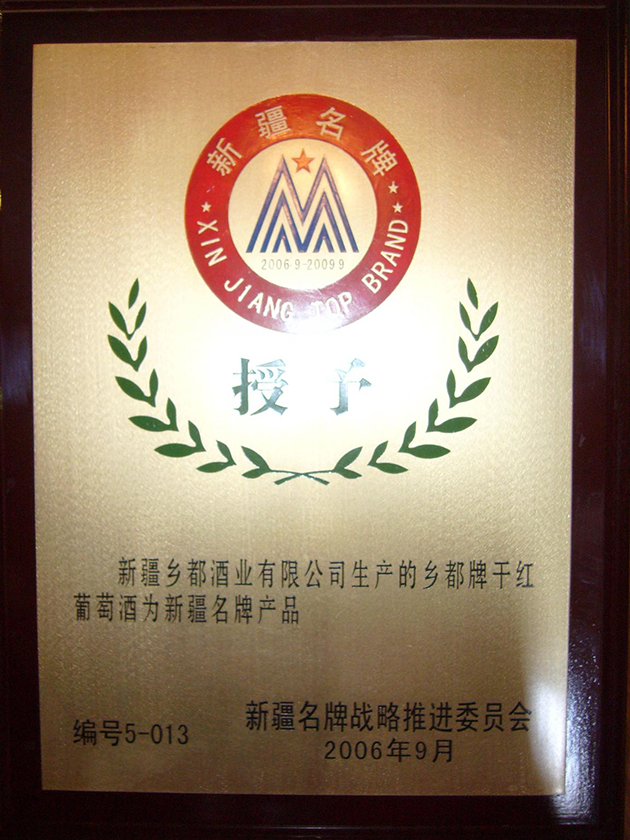 新疆名牌
2006.9-2009.9
XIN JIANG TOP BRAND
授予
新疆乡都酒业有限公司生产的乡都牌干红
葡萄酒为新疆名牌产品
编号5-013
新疆名牌战略推进委员会
2006年9月